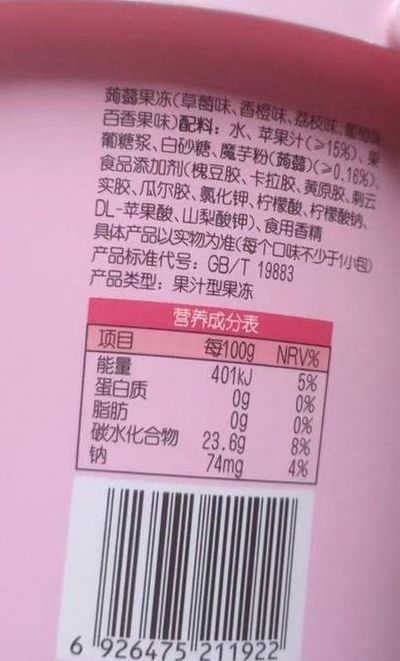 蒟蒻果冻(草莓味、香橙味、荔枝味、葡萄味
百香果味)配料: 水、苹果汁(≥15%)、果
葡糖浆、白砂糖、魔芋粉(蒟蒻)(≥0.16%)、
食品添加剂(槐豆胶、卡拉胶、黄原胶、刺云
实胶、瓜尔胶、氯化钾、柠檬酸、柠檬酸钠、
DL-苹果酸、山梨酸钾)、食用香精
具体产品以实物为准(每个口味不少于1小包)
产品标准代号: GB/T 19883
产品类型: 果汁型果冻
营养成分表
项目 每100g NRV%
能量 401kJ 5%
蛋白质 0g 0%
脂肪 0g 0%
碳水化合物 23.6g 8%
钠 74mg 4%
6 926475 211922